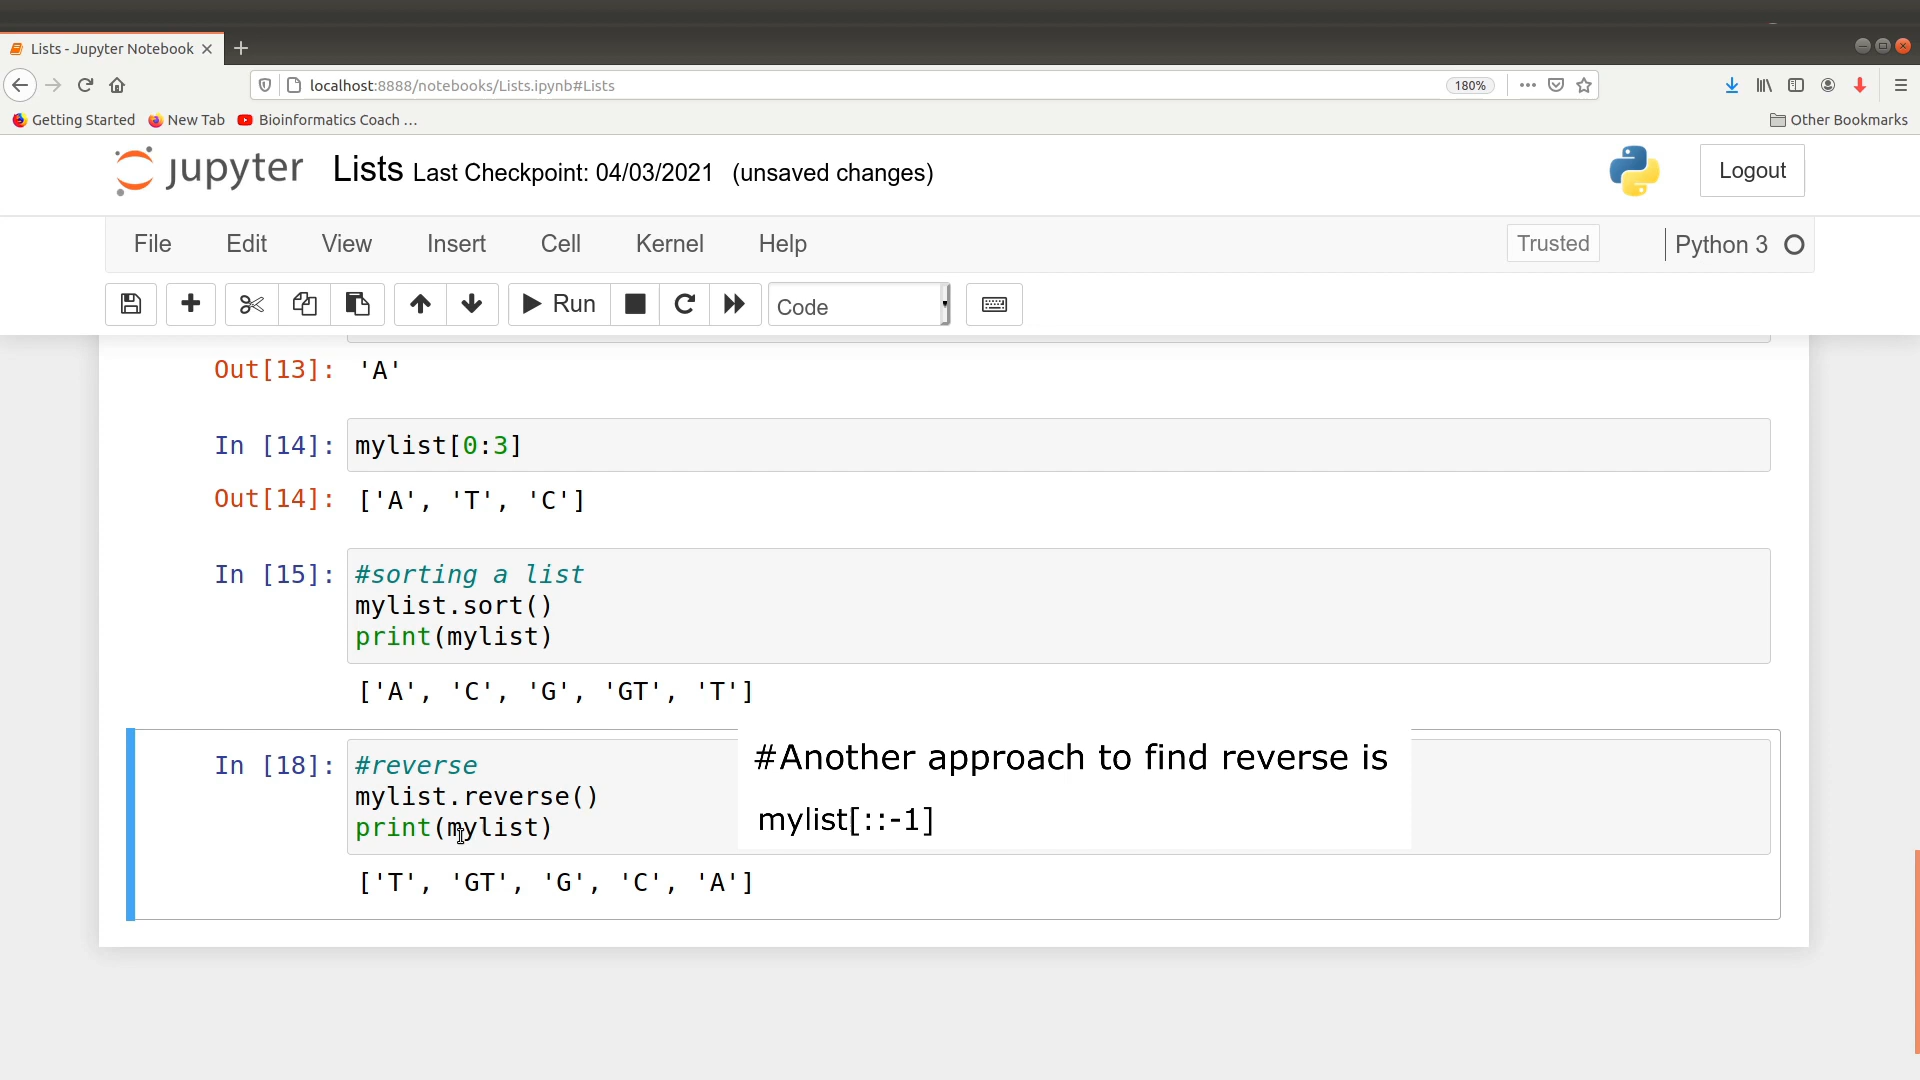 Lists - Jupyter Notebook
localhost:8888/notebooks/Lists.ipynb#Lists
180%
Getting Started
New Tab
Bioinformatics Coach ...
Other Bookmarks
jupyter
Lists Last Checkpoint: 04/03/2021 (unsaved changes)
Logout
File Edit View Insert Cell Kernel Help
Trusted
Python 3
Run
Code
Out[13]: 'A'
In [14]: mylist[0:3]
Out[14]: ['A', 'T', 'C']
In [15]: #sorting a list
mylist.sort()
print(mylist)
['A', 'C', 'G', 'GT', 'T']
In [18]: #reverse
mylist.reverse()
print(mylist)
#Another approach to find reverse is
mylist[::-1]
['T', 'GT', 'G', 'C', 'A']